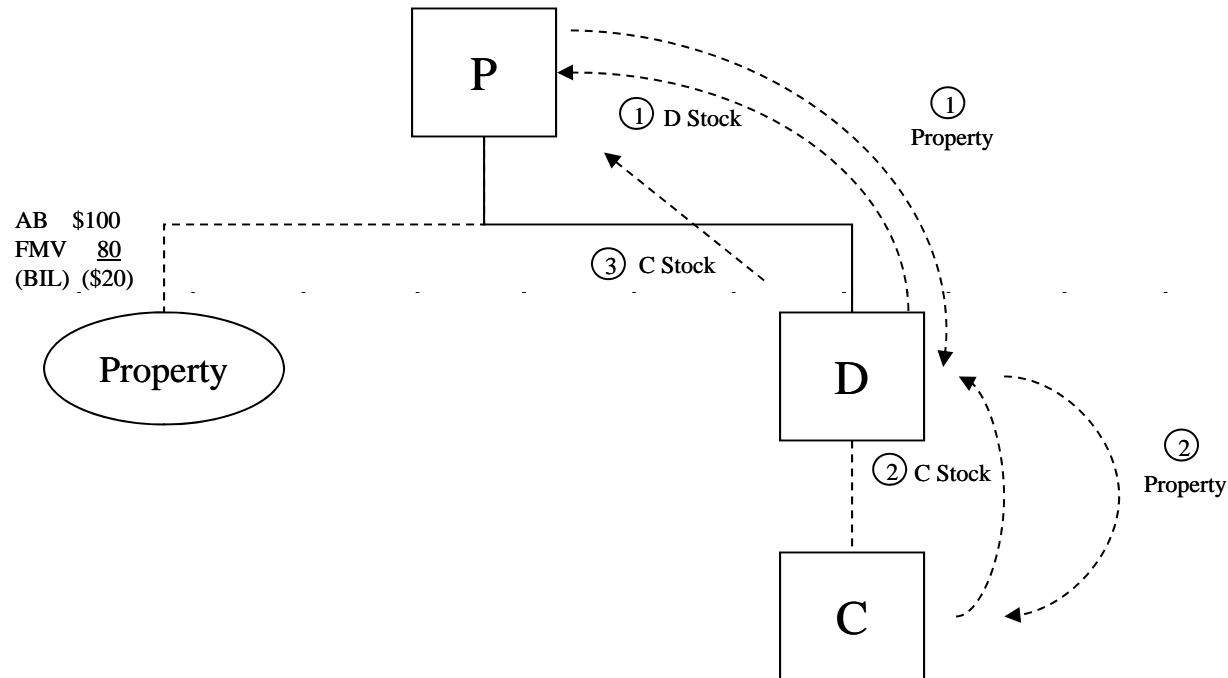 P
1 D Stock
1
Property
AB $100
FMV 80
(BIL) ($20)
3 C Stock
Property
D
2 C Stock
2
Property
C